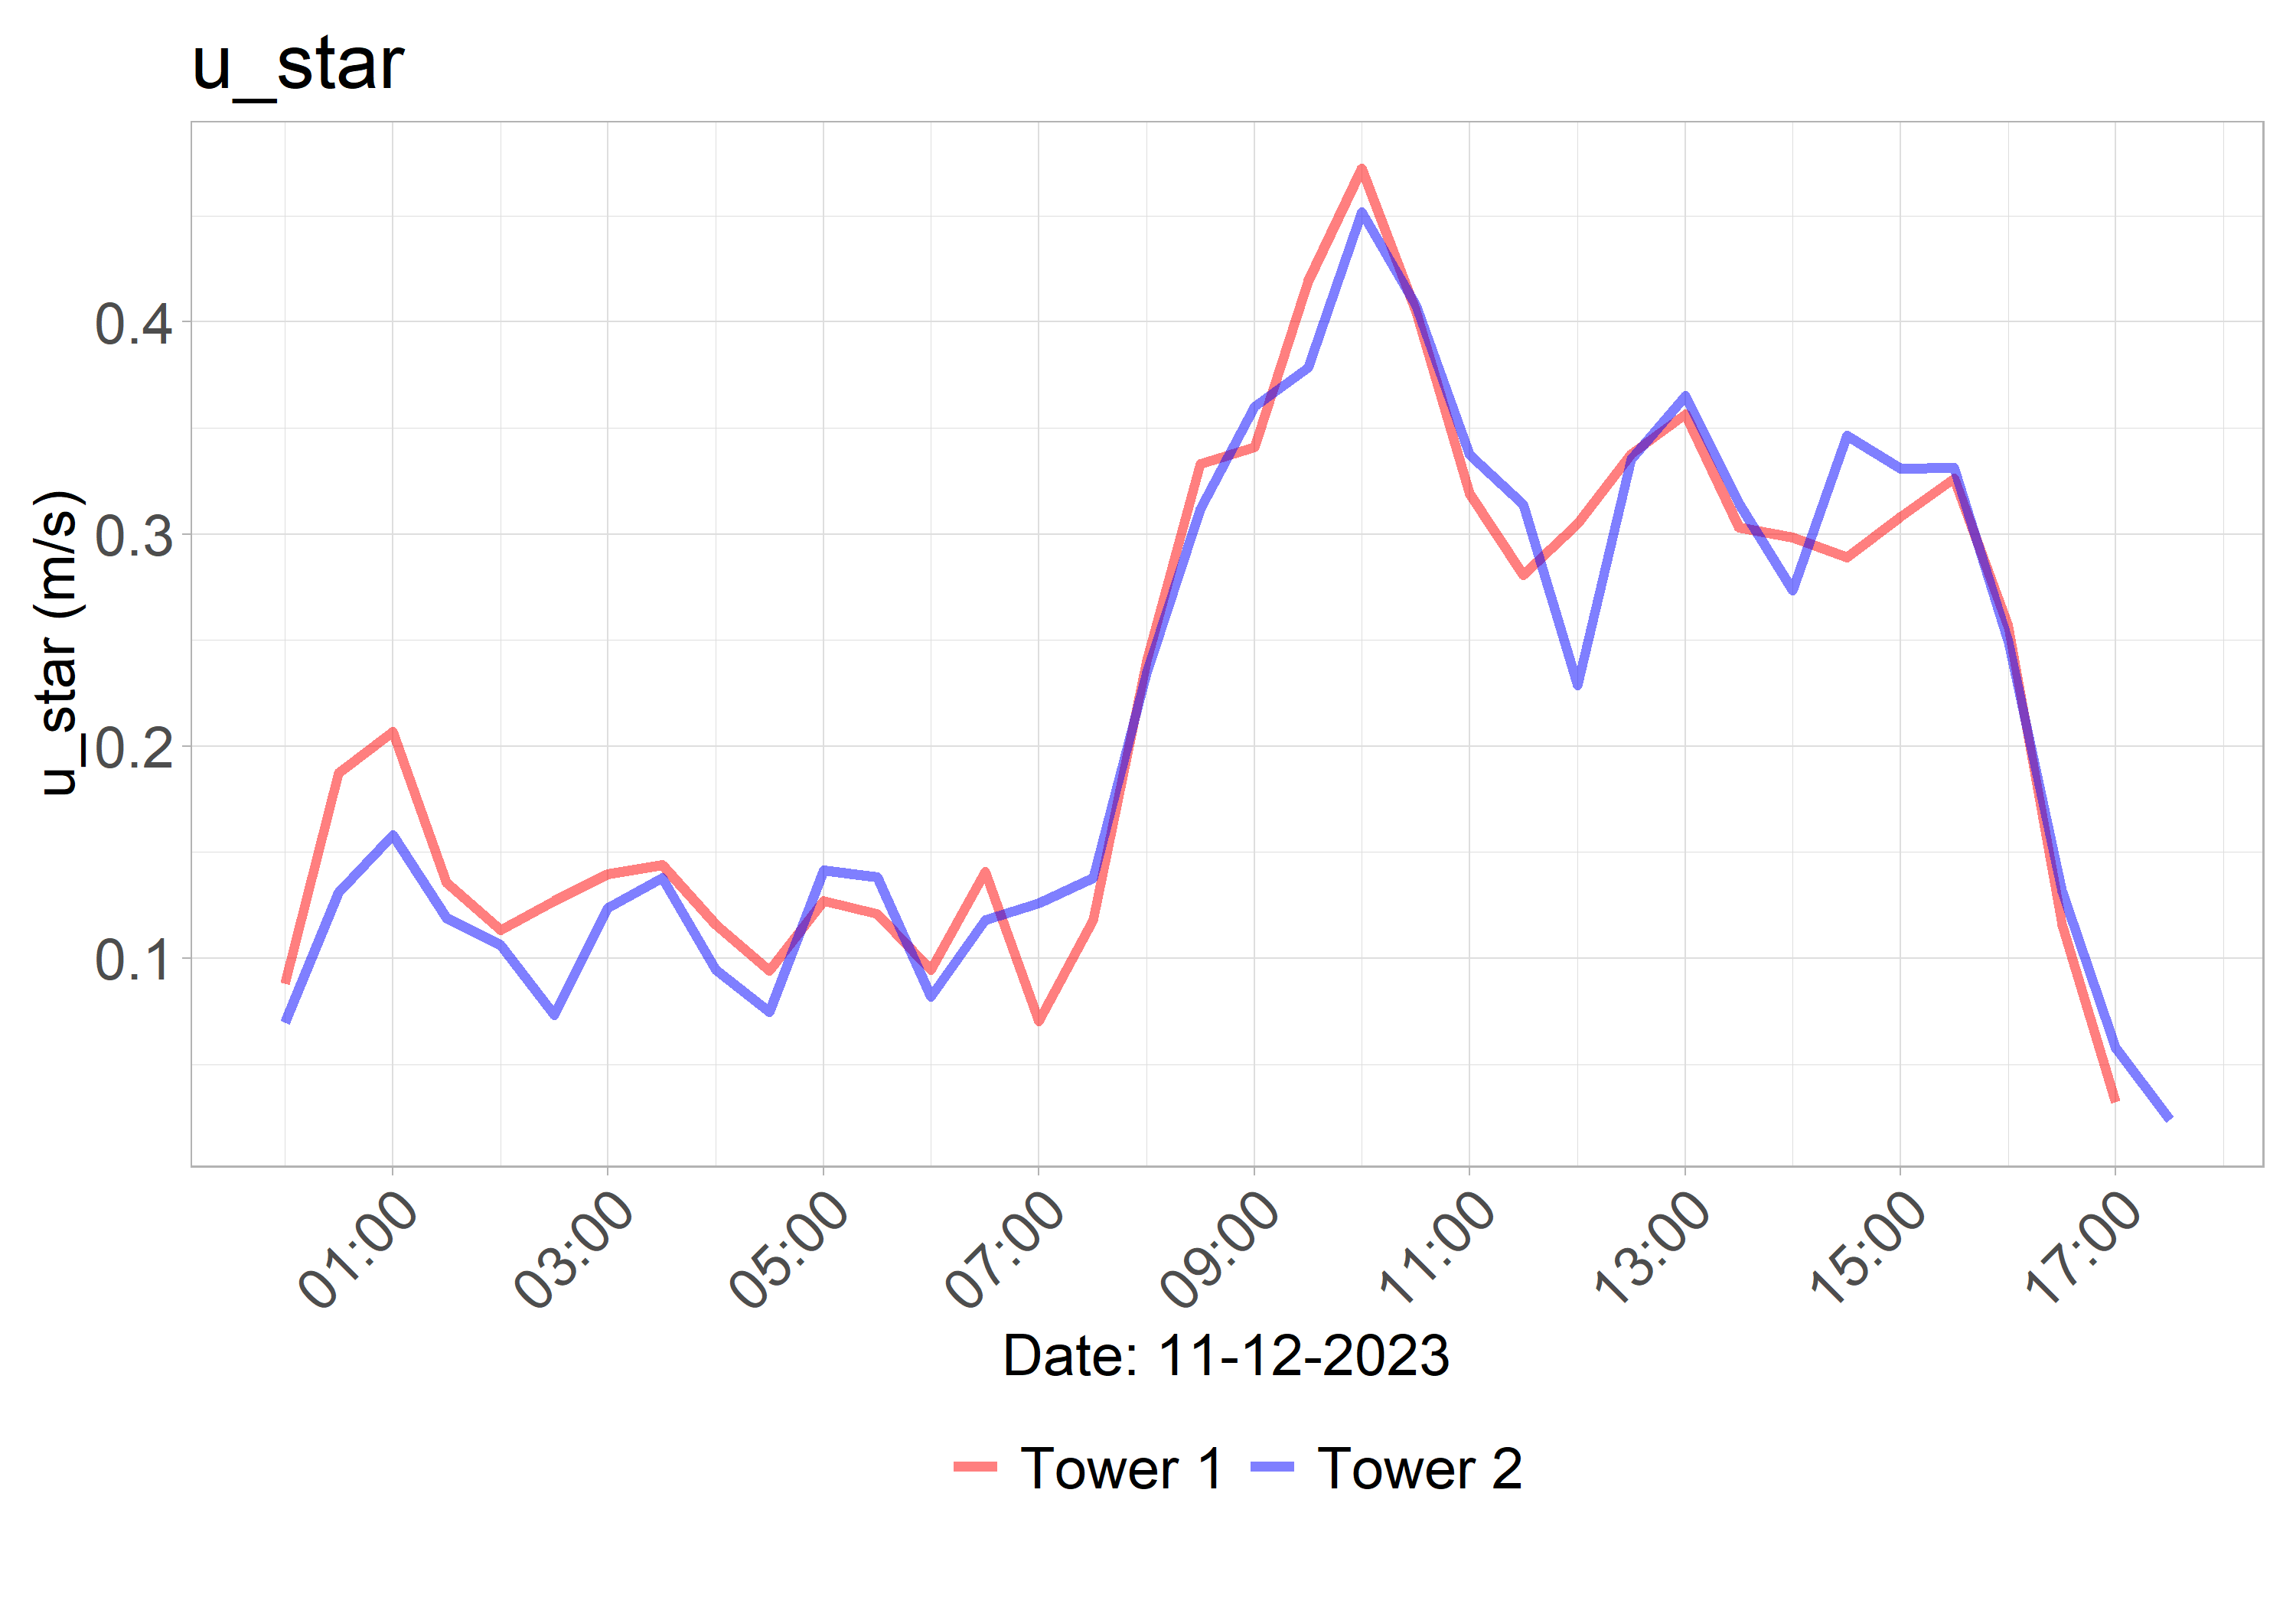 u_star
u_star (m/s)
0.4
0.3
0.2
0.1
01:00 03:00 05:00 07:00 09:00 11:00 13:00 15:00 17:00
Date: 11-12-2023
Tower 1 Tower 2